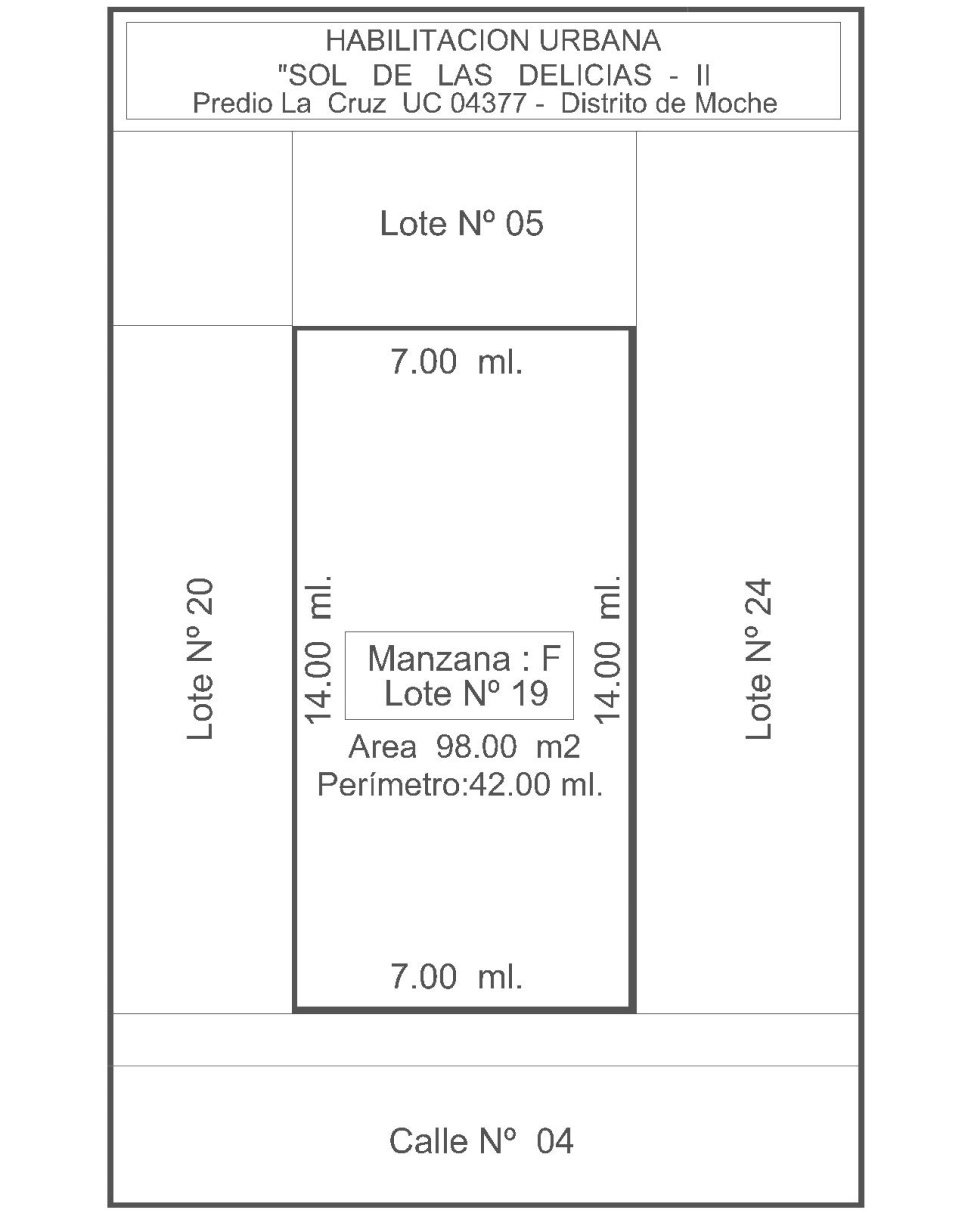 HABILITACION URBANA
"SOL DE LAS DELICIAS - II
Predio La Cruz UC 04377 - Distrito de Moche
Lote Nº 05
7.00 ml.
Lote Nº 20
14.00 ml.
Manzana : F
Lote Nº 19
14.00 ml.
Lote Nº 24
Area 98.00 m2
Perímetro:42.00 ml.
7.00 ml.
Calle Nº 04